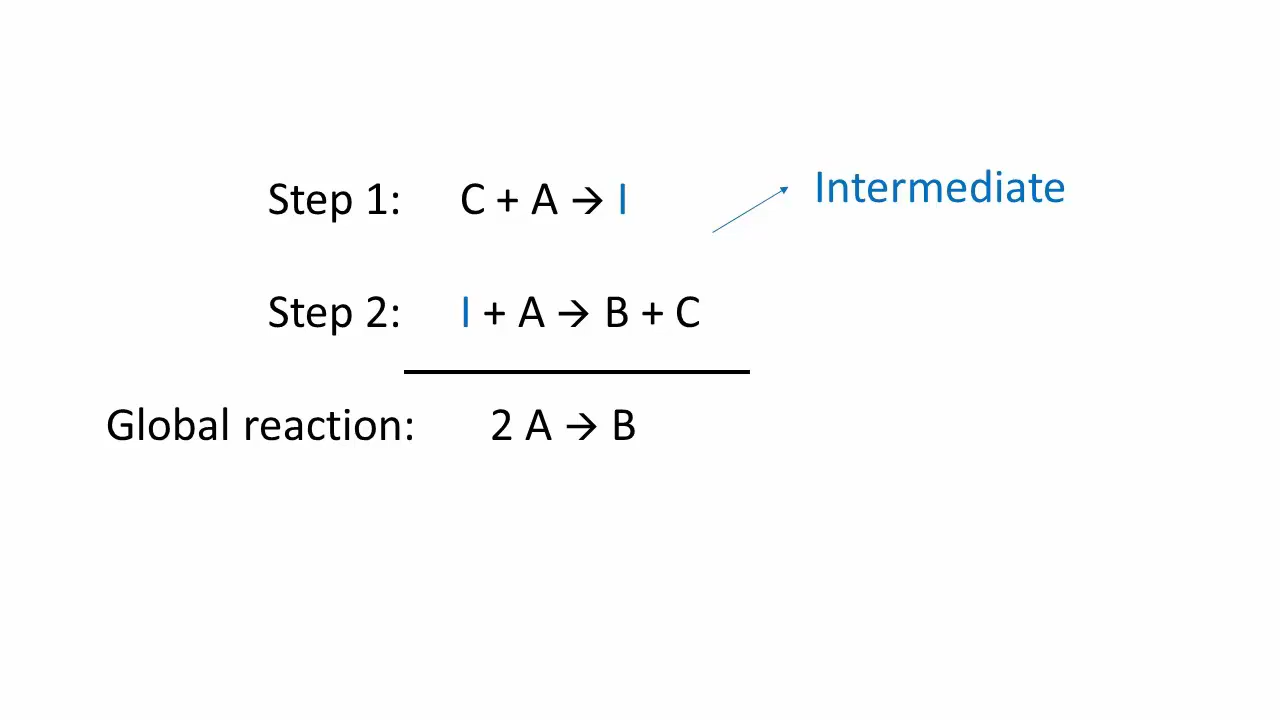 Step 1: C + A → I
Intermediate
Step 2: I + A → B + C
Global reaction: 2 A → B